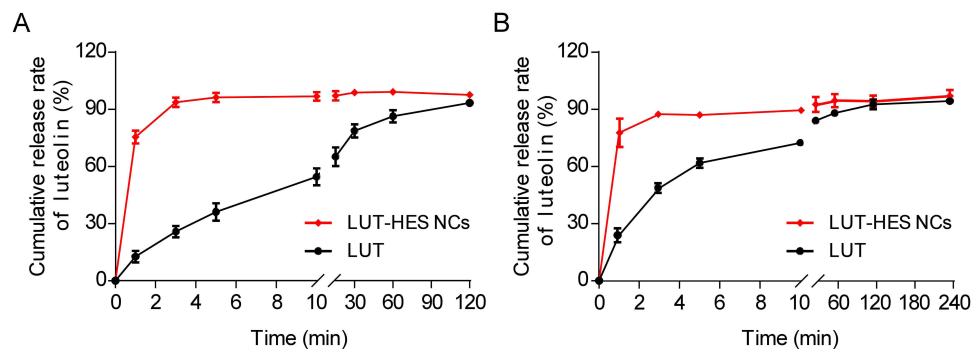 A
Cumulative release rate
of luteolin (%)
120
90
60
30
0
LUT-HES NCs
LUT
0 2 4 6 8 10 30 60 90 120
Time (min)
B
Cumulative release rate
of luteolin (%)
120
90
60
30
0
LUT-HES NCs
LUT
0 2 4 6 8 10 60 120 180 240
Time (min)